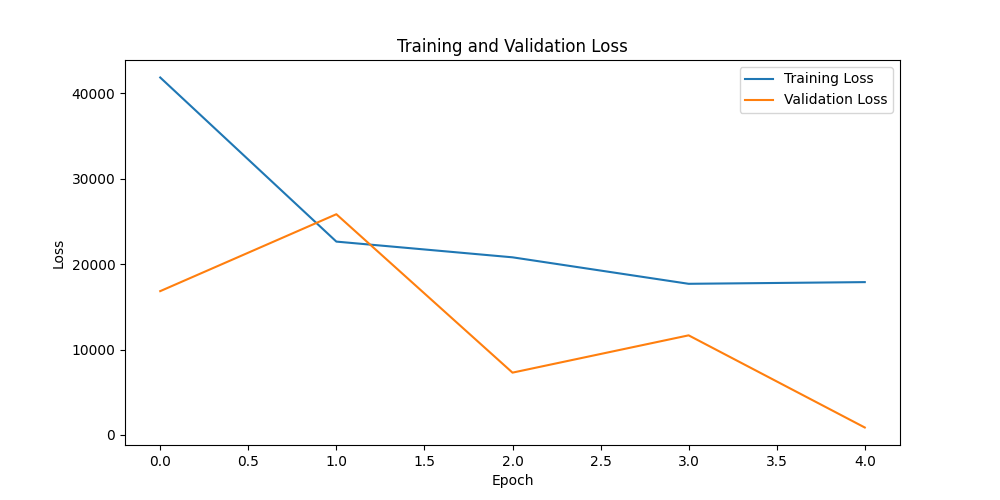 Training and Validation Loss
Training Loss
Validation Loss
40000
30000
20000
10000
0
Loss
0.0 0.5 1.0 1.5 2.0 2.5 3.0 3.5 4.0
Epoch